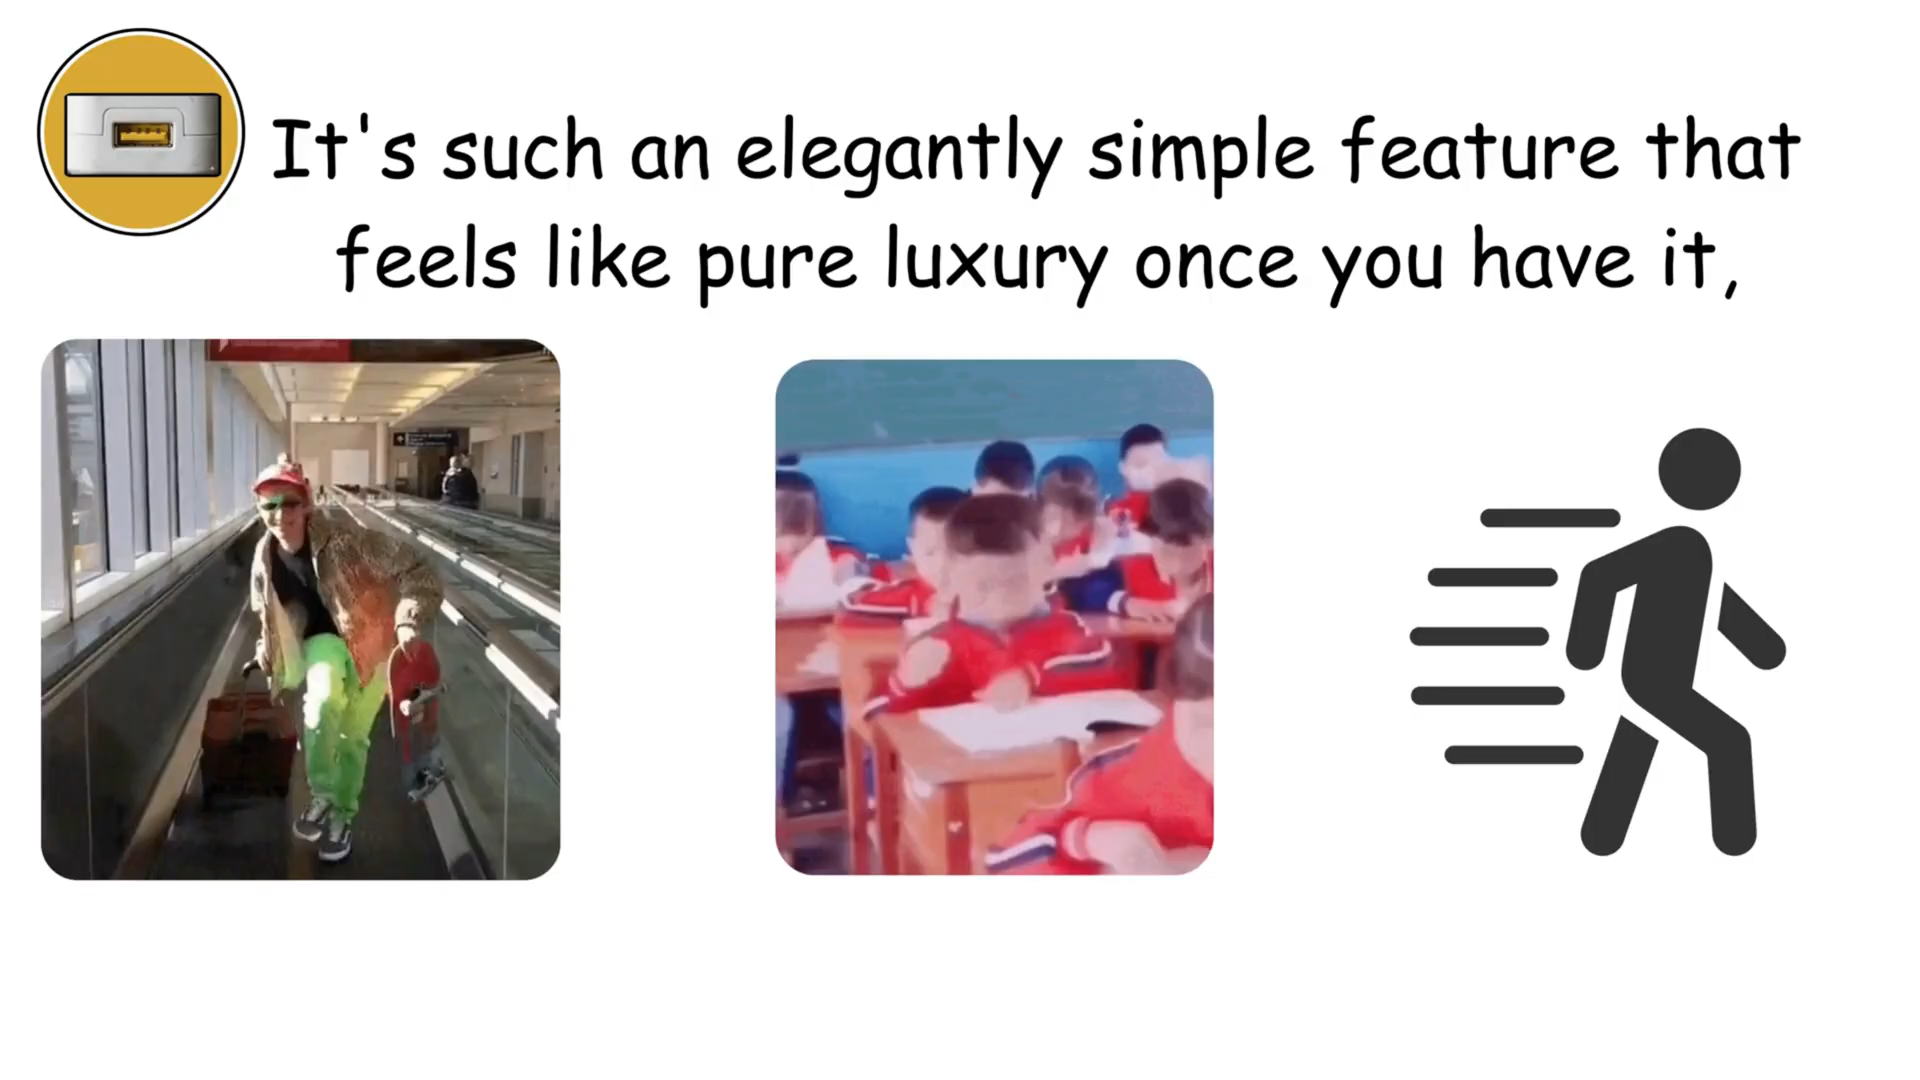 It's such an elegantly simple feature that
feels like pure luxury once you have it,